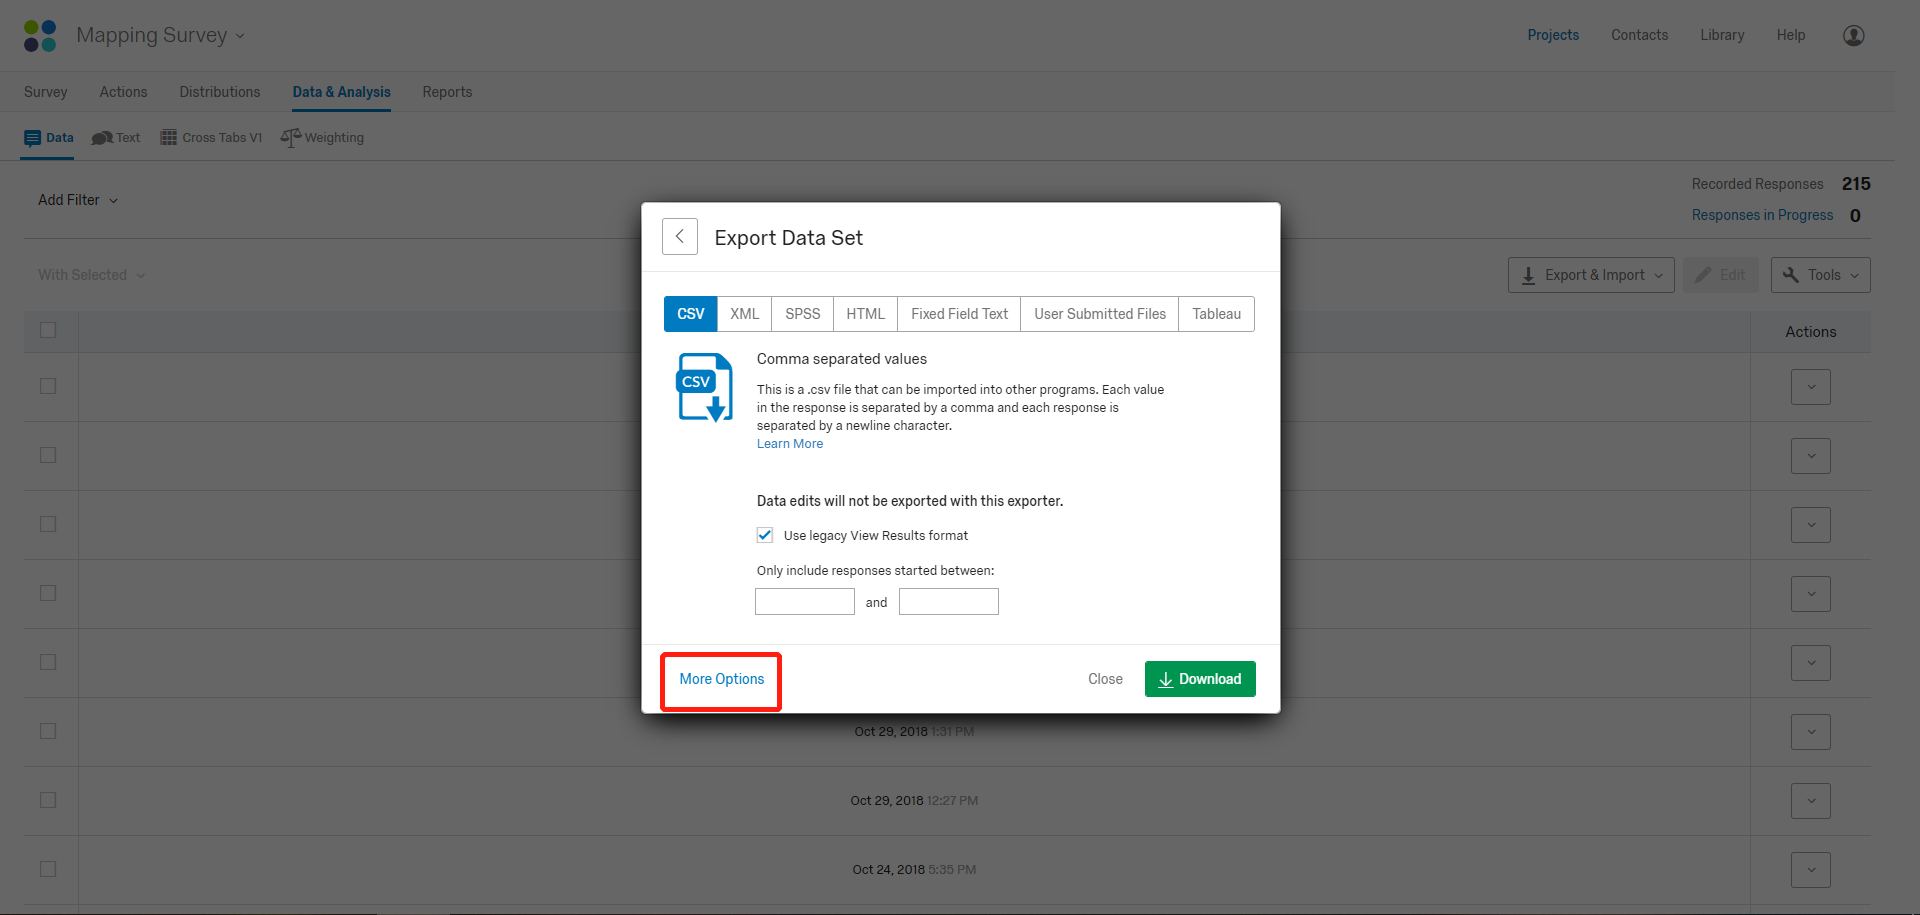 Mapping Survey
Projects
Contacts
Library
Help
Survey
Actions
Distributions
Data & Analysis
Reports
Data
Text
Cross Tabs V1
Weighting
Add Filter
Recorded Responses 215
Responses in Progress 0
With Selected
Export & Import
Edit
Tools
Actions
Export Data Set
CSV
XML
SPSS
HTML
Fixed Field Text
User Submitted Files
Tableau
CSV
Comma separated values
This is a .csv file that can be imported into other programs. Each value
in the response is separated by a comma and each response is
separated by a newline character.
Learn More
Data edits will not be exported with this exporter.
Use legacy View Results format
Only include responses started between:
and
More Options
Close
Download
Oct 29, 2018 1:31 PM
Oct 29, 2018 12:27 PM
Oct 24, 2018 5:35 PM